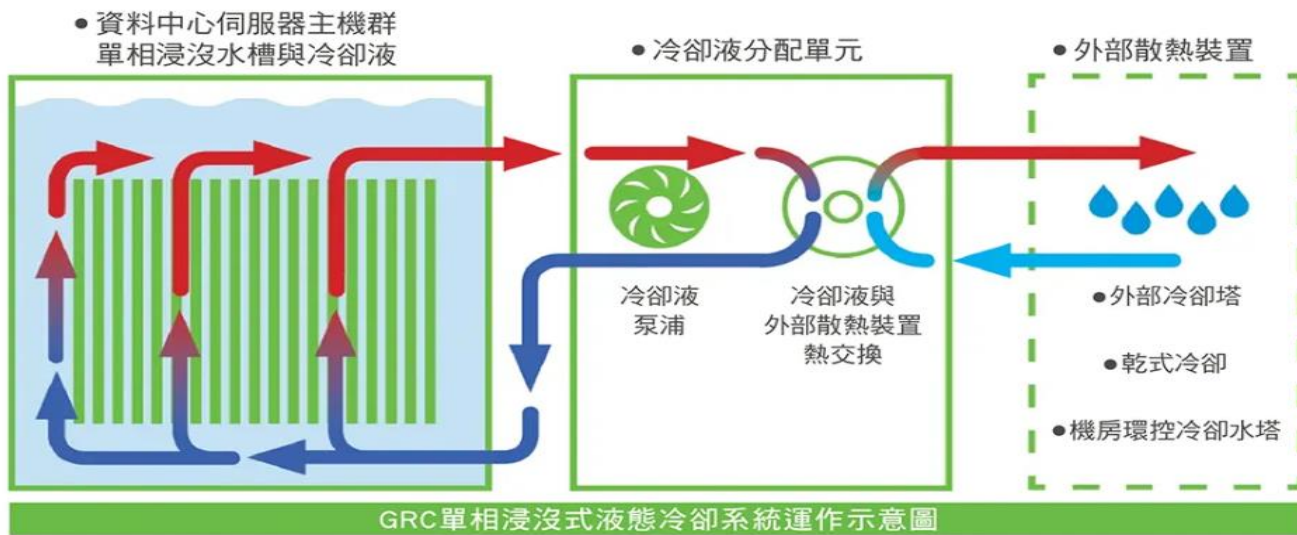 ●資料中心伺服器主機群
單相浸沒水槽與冷卻液
●冷卻液分配單元
●外部散熱裝置
冷卻液
泵浦
冷卻液與
外部散熱裝置
熱交換
●外部冷卻塔
●乾式冷卻
●機房環控冷卻水塔
GRC單相浸沒式液態冷卻系統運作示意圖